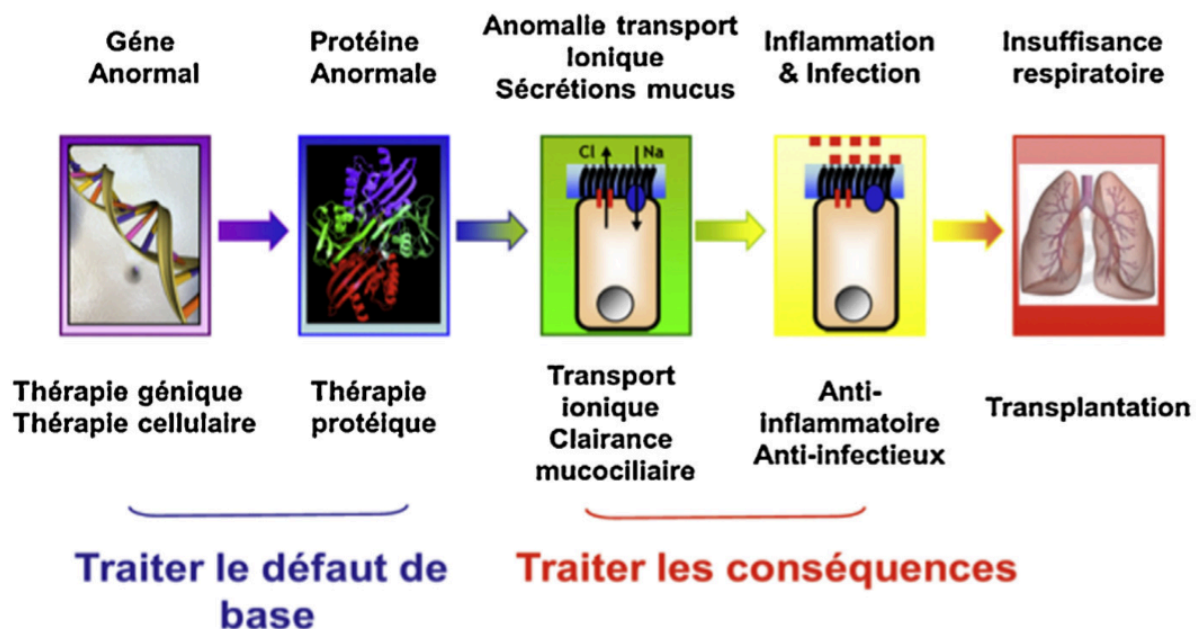 Géne
Anormal
Protéine
Anormale
Anomalie transport
Ionique
Sécrétions mucus
Inflammation
& Infection
Insuffisance
respiratoire
Cl
Na
Thérapie génique
Thérapie cellulaire
Thérapie
protéique
Transport
ionique
Clairance
mucociliaire
Anti-
inflammatoire
Anti-infectieux
Transplantation
Traiter le défaut de
base
Traiter les conséquences